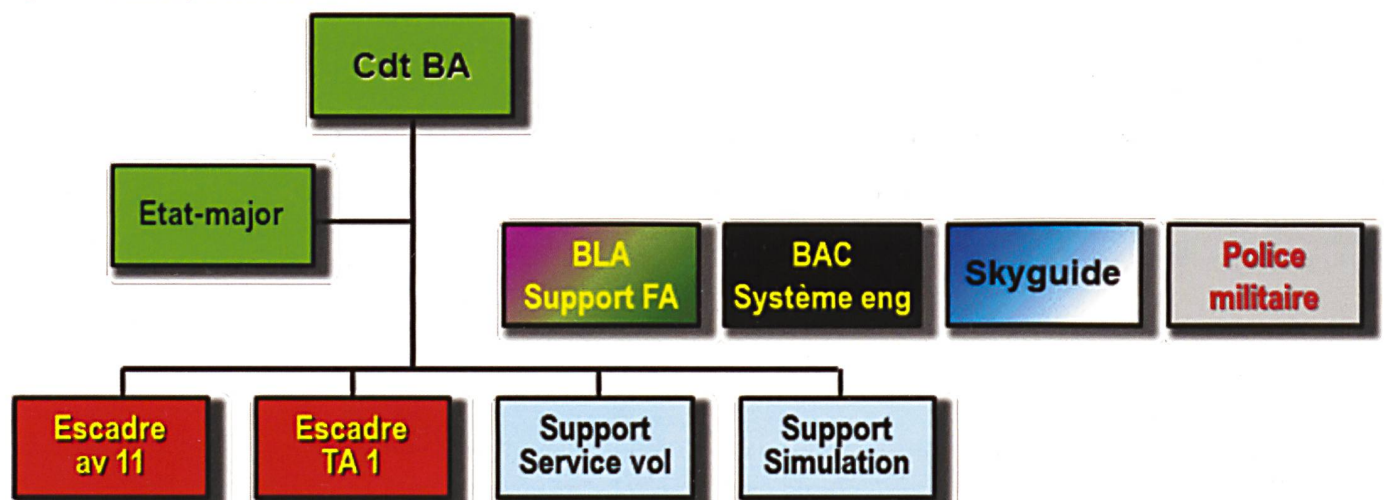 Cdt BA
Etat-major
BLA
Support FA
BAC
Système eng
Skyguide
Police
militaire
Escadre
av 11
Escadre
TA 1
Support
Service vol
Support
Simulation